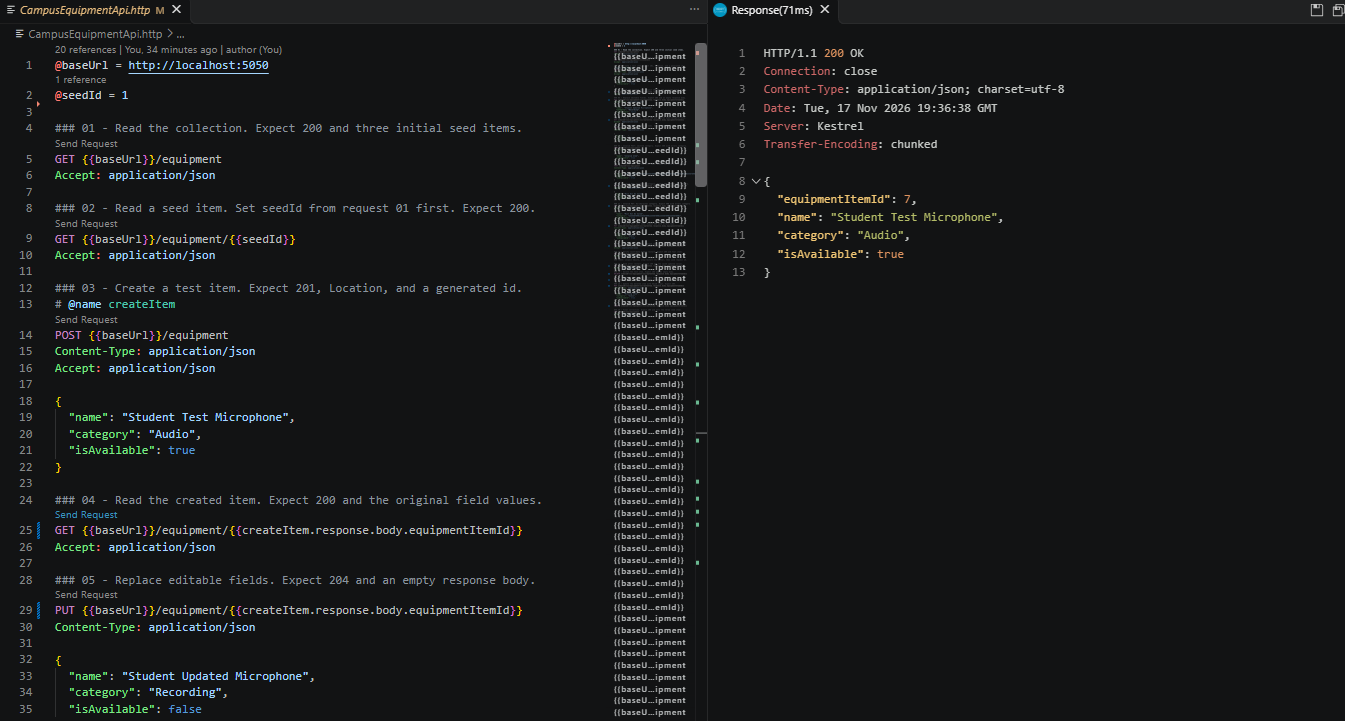 CampusEquipmentApi.http M
CampusEquipmentApi.http > ...
20 references | You, 34 minutes ago | author (You)
1 @baseUrl = http://localhost:5050
1 reference
2 @seedId = 1
3
4 ### 01 - Read the collection. Expect 200 and three initial seed items.
Send Request
5 GET {{baseUrl}}/equipment
6 Accept: application/json
7
8 ### 02 - Read a seed item. Set seedId from request 01 first. Expect 200.
Send Request
9 GET {{baseUrl}}/equipment/{{seedId}}
10 Accept: application/json
11
12 ### 03 - Create a test item. Expect 201, Location, and a generated id.
13 # @name createItem
Send Request
14 POST {{baseUrl}}/equipment
15 Content-Type: application/json
16 Accept: application/json
17
18 {
19 "name": "Student Test Microphone",
20 "category": "Audio",
21 "isAvailable": true
22 }
23
24 ### 04 - Read the created item. Expect 200 and the original field values.
Send Request
25 GET {{baseUrl}}/equipment/{{createItem.response.body.equipmentItemId}}
26 Accept: application/json
27
28 ### 05 - Replace editable fields. Expect 204 and an empty response body.
Send Request
29 PUT {{baseUrl}}/equipment/{{createItem.response.body.equipmentItemId}}
30 Content-Type: application/json
31
32 {
33 "name": "Student Updated Microphone",
34 "category": "Recording",
35 "isAvailable": false
Response(71ms)
1 HTTP/1.1 200 OK
2 Connection: close
3 Content-Type: application/json; charset=utf-8
4 Date: Tue, 17 Nov 2026 19:36:38 GMT
5 Server: Kestrel
6 Transfer-Encoding: chunked
7
8 {
9 "equipmentItemId": 7,
10 "name": "Student Test Microphone",
11 "category": "Audio",
12 "isAvailable": true
13 }